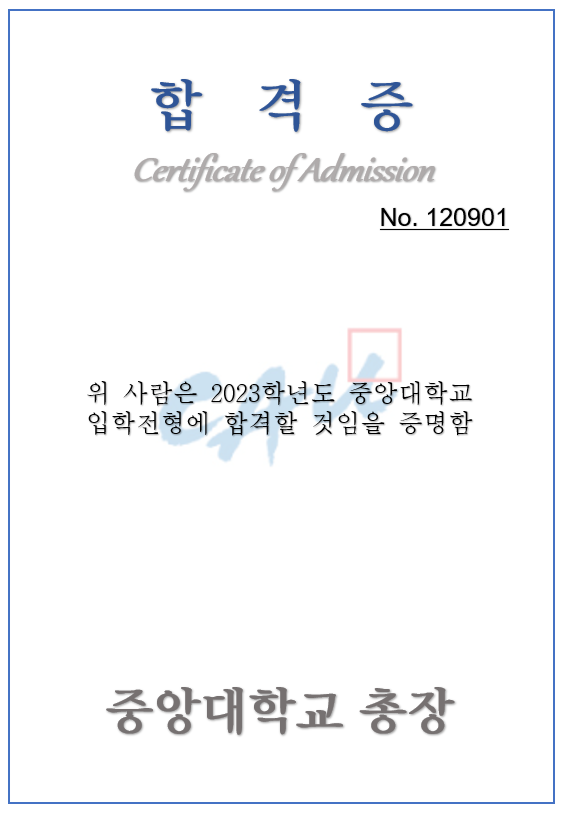 합 격 증
Certificate of Admission
No. 120901
CAU
위 사람은 2023학년도 중앙대학교
입학전형에 합격할 것임을 증명함
중앙대학교 총장